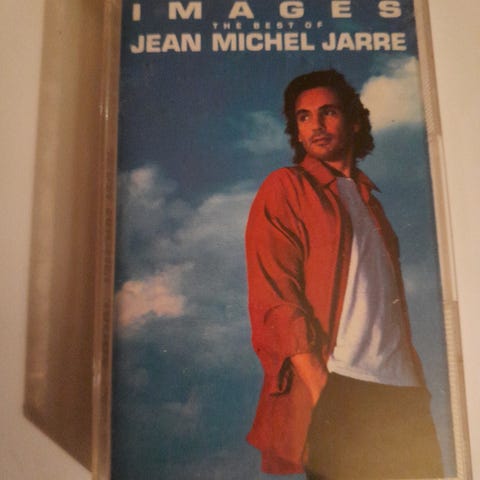 IMAGES
THE BEST OF
JEAN MICHEL JARRE